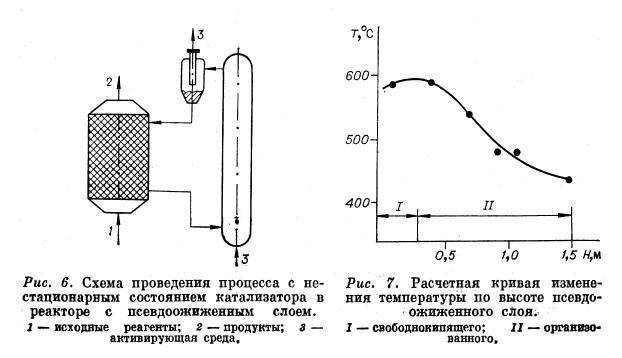 3
2
1
3
T,°C
600
500
400
I
II
0,5
1,0
1,5 H,м
Рис. 6. Схема проведения процесса с не-
стационарным состоянием катализатора в
реакторе с псевдоожиженным слоем.
1 — исходные реагенты; 2 — продукты; 3 —
активирующая среда.
Рис. 7. Расчетная кривая измене-
ния температуры по высоте псевдо-
ожиженного слоя.
I — свободнокипящего; II — организо-
ванного.